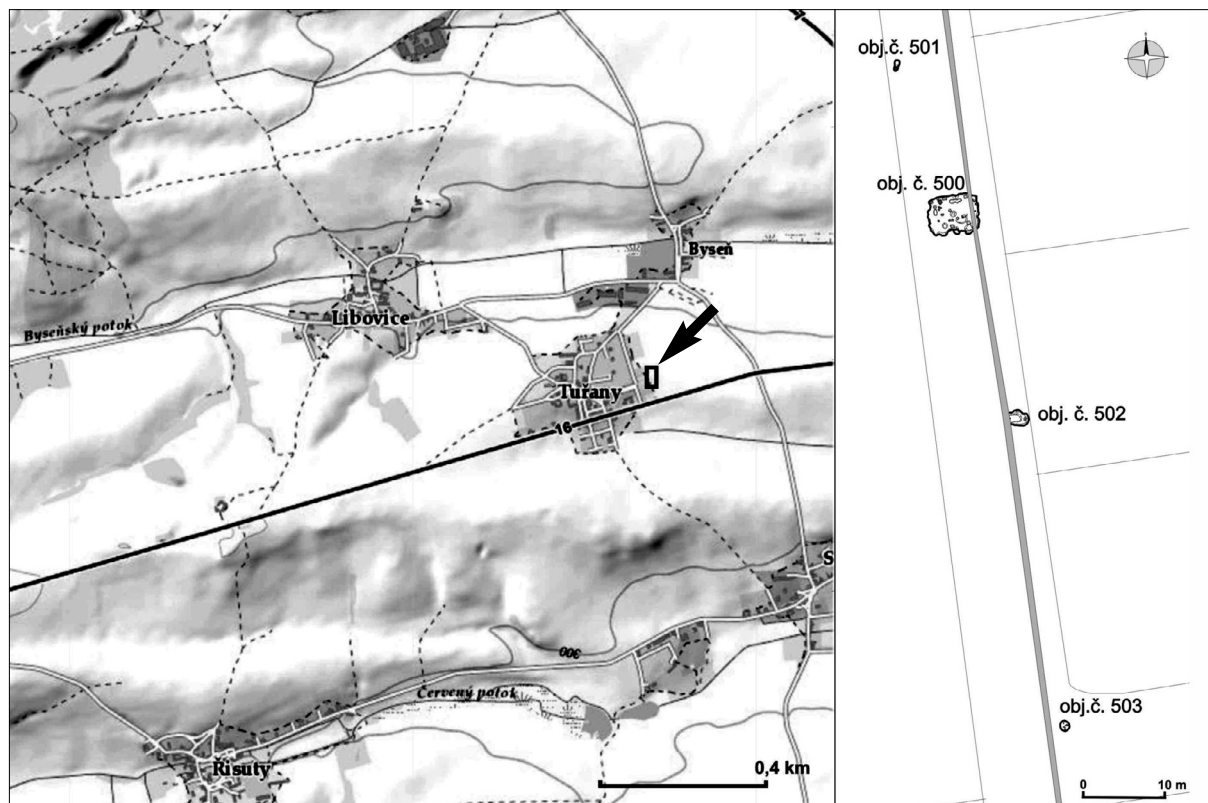 Byseň
Byseňský potok
Libovice
Tuřany
16
S
300
Červený potok
Řisuty
0,4 km
obj.č. 501
obj. č. 500
obj. č. 502
obj.č. 503
0
10 m